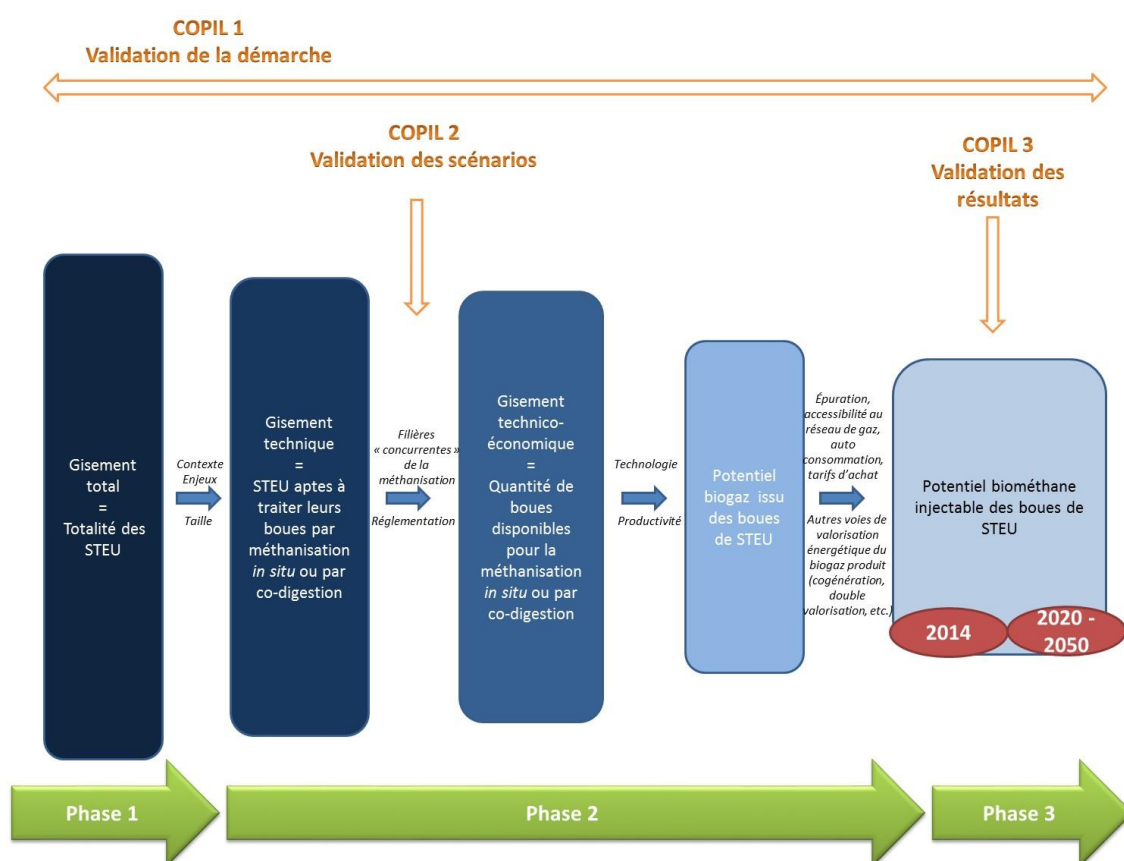 COPIL 1
Validation de la démarche
COPIL 2
Validation des scénarios
COPIL 3
Validation des
résultats
Gisement
total
=
Totalité des
STEU
Contexte
Enjeux
Taille
Gisement
technique
=
STEU aptes à
traiter leurs
boues par
méthanisation
in situ ou par
co-digestion
Filières
« concurrentes »
de la
méthanisation
Réglementation
Gisement
technico-
économique
=
Quantité de
boues
disponibles
pour la
méthanisation
in situ ou par
co-digestion
Technologie
Productivité
Potentiel
biogaz issu
des boues
de STEU
Épuration,
accessibilité au
réseau de gaz,
auto
consommation,
tarifs d'achat
Autres voies de
valorisation
énergétique du
biogaz produit
(cogénération,
double
valorisation, etc.)
Potentiel biométhane
injectable des boues de
STEU
2014
2020 -
2050
Phase 1
Phase 2
Phase 3